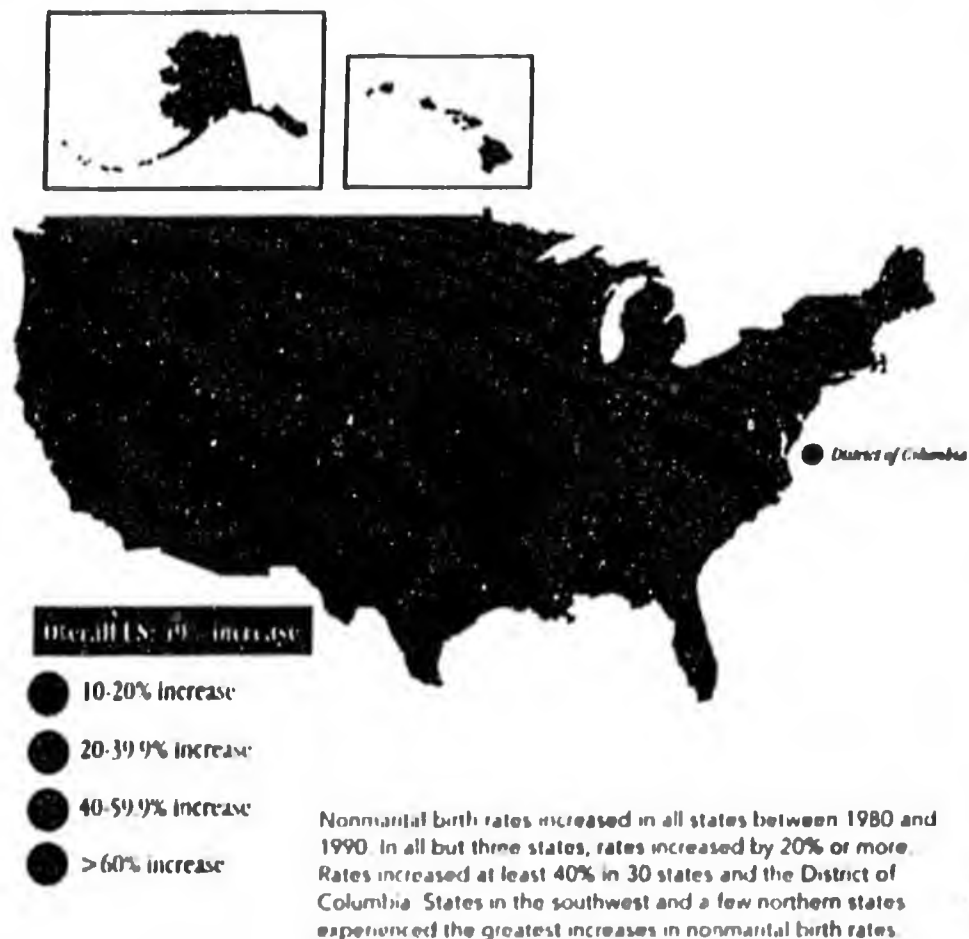 District of Columbia
Overall US: increase
10-20% increase
20-39.9% increase
40-59.9% increase
>60% increase
Nonmarital birth rates increased in all states between 1980 and
1990. In all but three states, rates increased by 20% or more.
Rates increased at least 40% in 30 states and the District of
Columbia. States in the southwest and a few northern states
experienced the greatest increases in nonmarital birth rates.